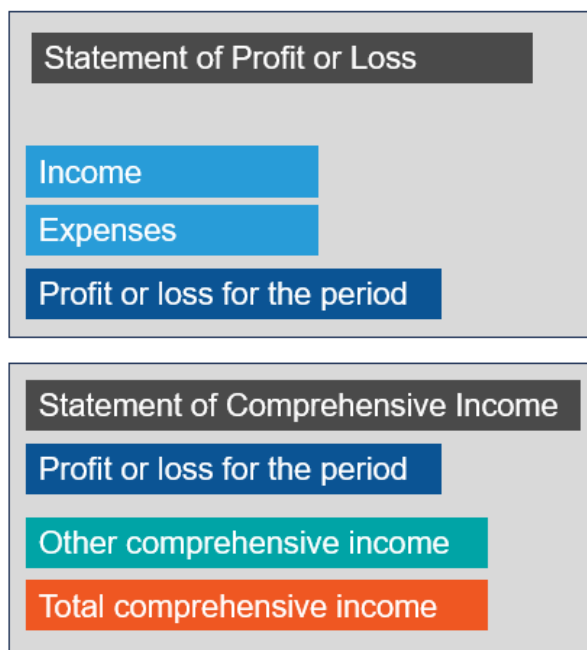 Statement of Profit or Loss
Income
Expenses
Profit or loss for the period
Statement of Comprehensive Income
Profit or loss for the period
Other comprehensive income
Total comprehensive income